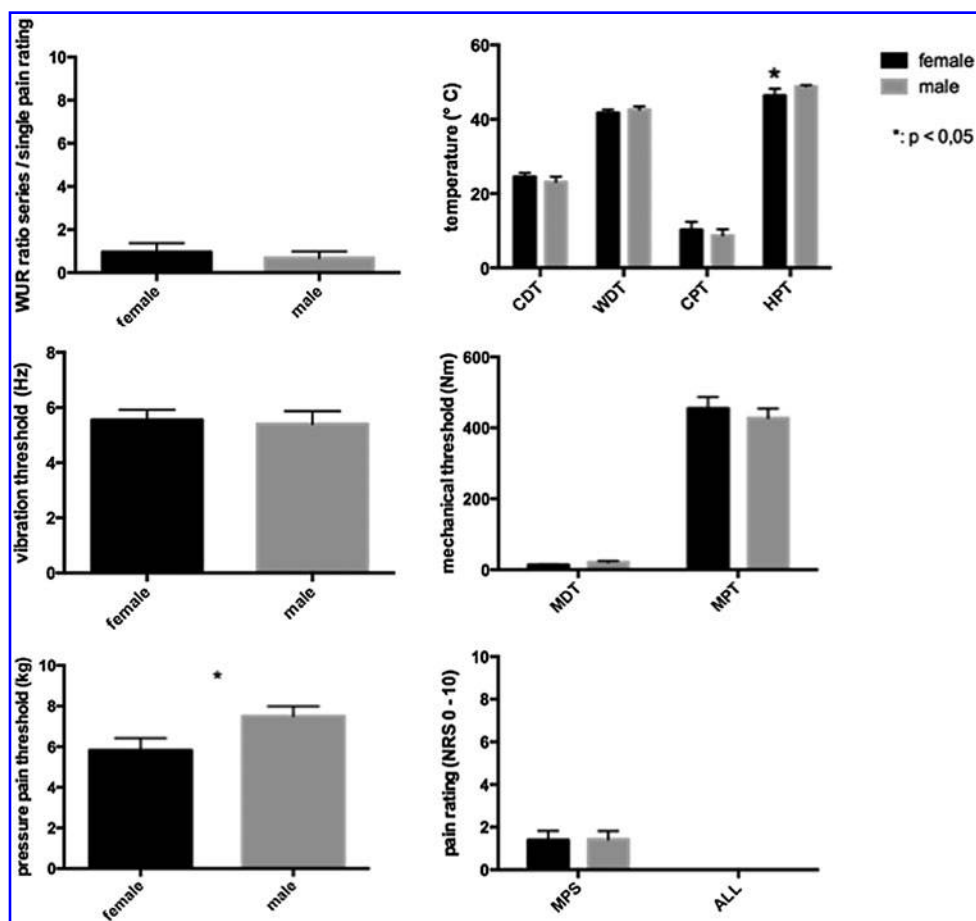 WUR ratio series / single pain rating
10
8
6
4
2
0
female
male
temperature (° C)
60
40
20
0
*
CDT
WDT
CPT
HPT
female
male
*: p < 0,05
vibration threshold (Hz)
8
6
4
2
0
female
male
mechanical threshold (Nm)
600
400
200
0
MDT
MPT
pressure pain threshold (kg)
10
8
6
4
2
0
*
female
male
pain rating (NRS 0 - 10)
10
8
6
4
2
0
MPS
ALL